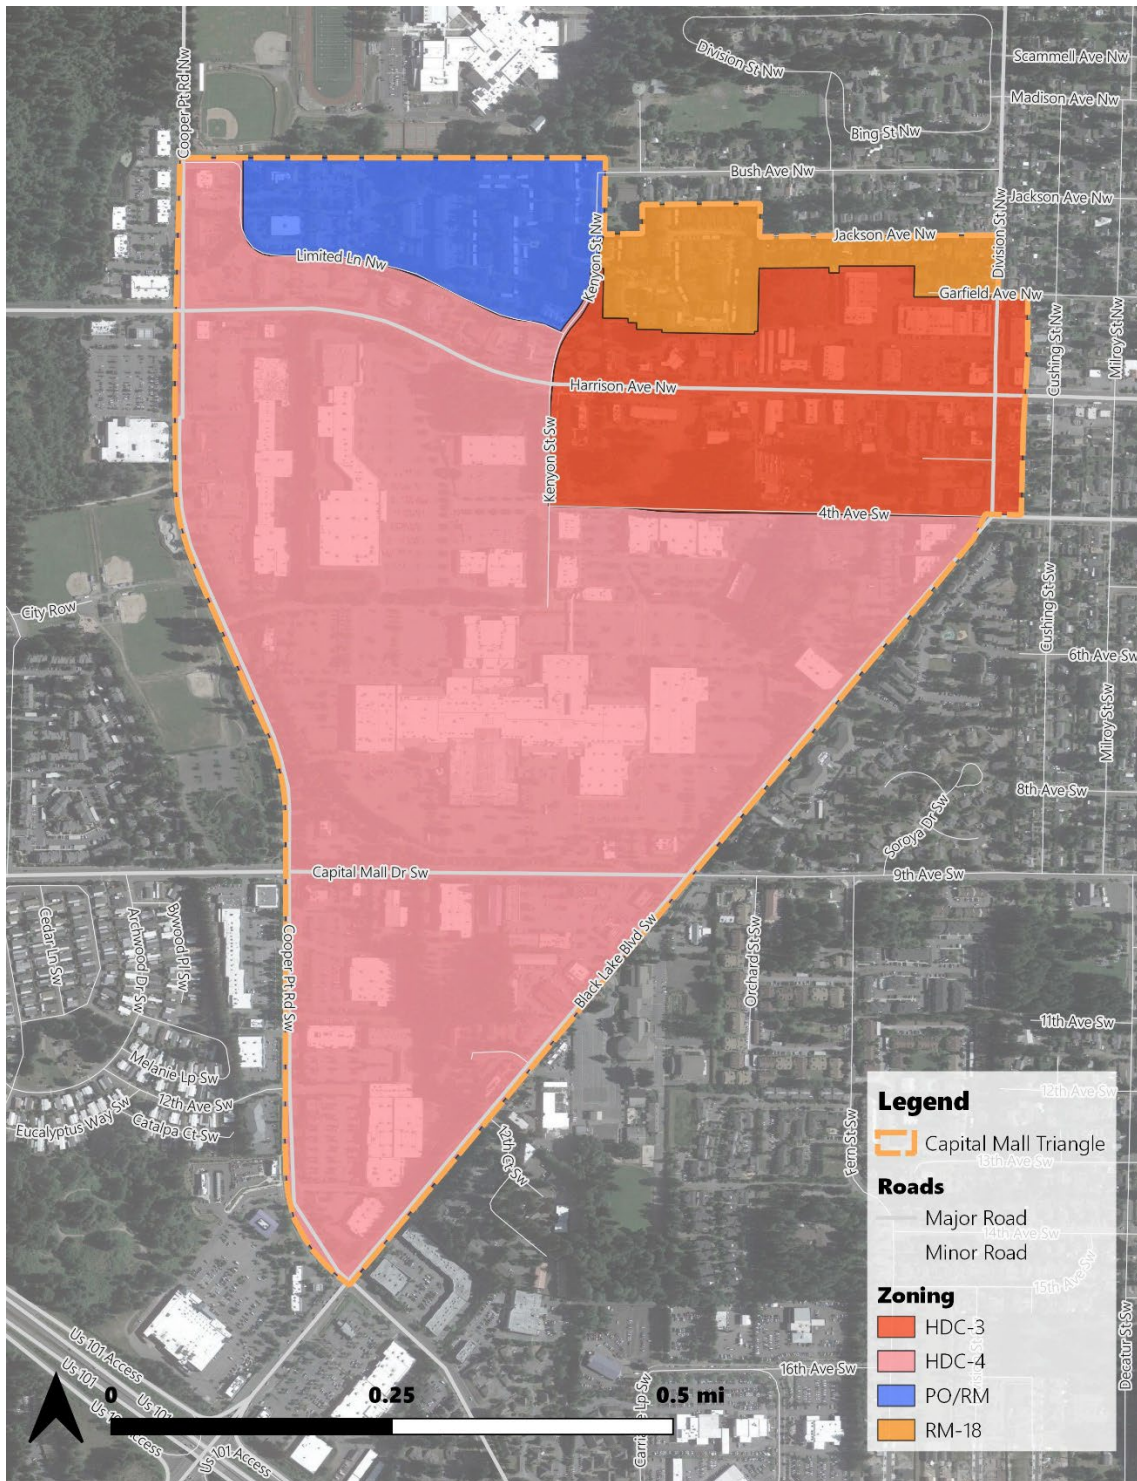 Division St Nw
Scammell Ave Nw
Madison Ave Nw
Cooper Pt Rd Nw
Bing St Nw
Bush Ave Nw
Jackson Ave Nw
Jackson Ave Nw
Division St Nw
Kenyon St Nw
Limited Ln Nw
Garfield Ave Nw
Cushing St Nw
Milroy St Nw
Harrison Ave Nw
Kenyon St Sw
4th Ave Sw
City Row
Cushing St Sw
6th Ave Sw
Milroy St Sw
8th Ave Sw
Soroya Dr Sw
Capital Mall Dr Sw
9th Ave Sw
Cedar Ln Sw
Archwood Dr Sw
Bywood Pl Sw
Cooper Pt Rd Sw
Black Lake Blvd Sw
Orchard St Sw
11th Ave Sw
Melanie Lp Sw
12th Ave Sw
Eucalyptus Way Sw
Catalpa Ct Sw
12th Ct Sw
Fern St Sw
12th Ave Sw
Legend
Capital Mall Triangle
13th Ave Sw
Roads
Major Road
14th Ave Sw
Minor Road
15th Ave Sw
Zoning
HDC-3
HDC-4
PO/RM
RM-18
Decatur St Sw
16th Ave Sw
Carriage Lp Sw
Us 101 Access
Us 101
Us 101 Access
0
0.25
0.5 mi